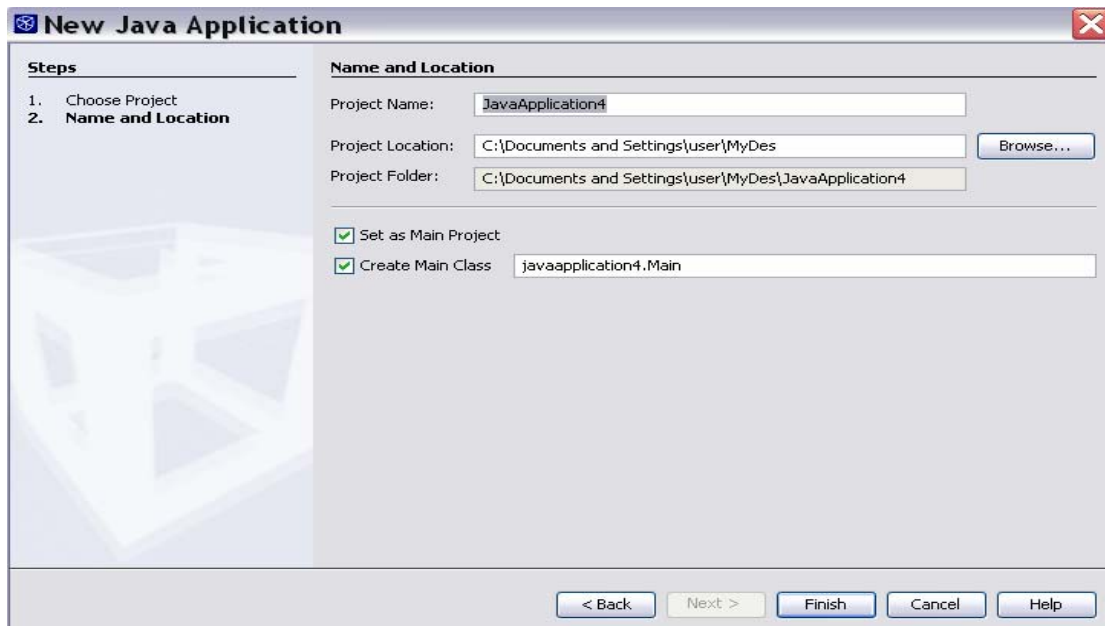 New Java Application
Steps
1. Choose Project
2. Name and Location
Name and Location
Project Name: JavaApplication4
Project Location: C:\Documents and Settings\user\MyDes Browse...
Project Folder: C:\Documents and Settings\user\MyDes\JavaApplication4
Set as Main Project
Create Main Class javaapplication4.Main
< Back Next > Finish Cancel Help